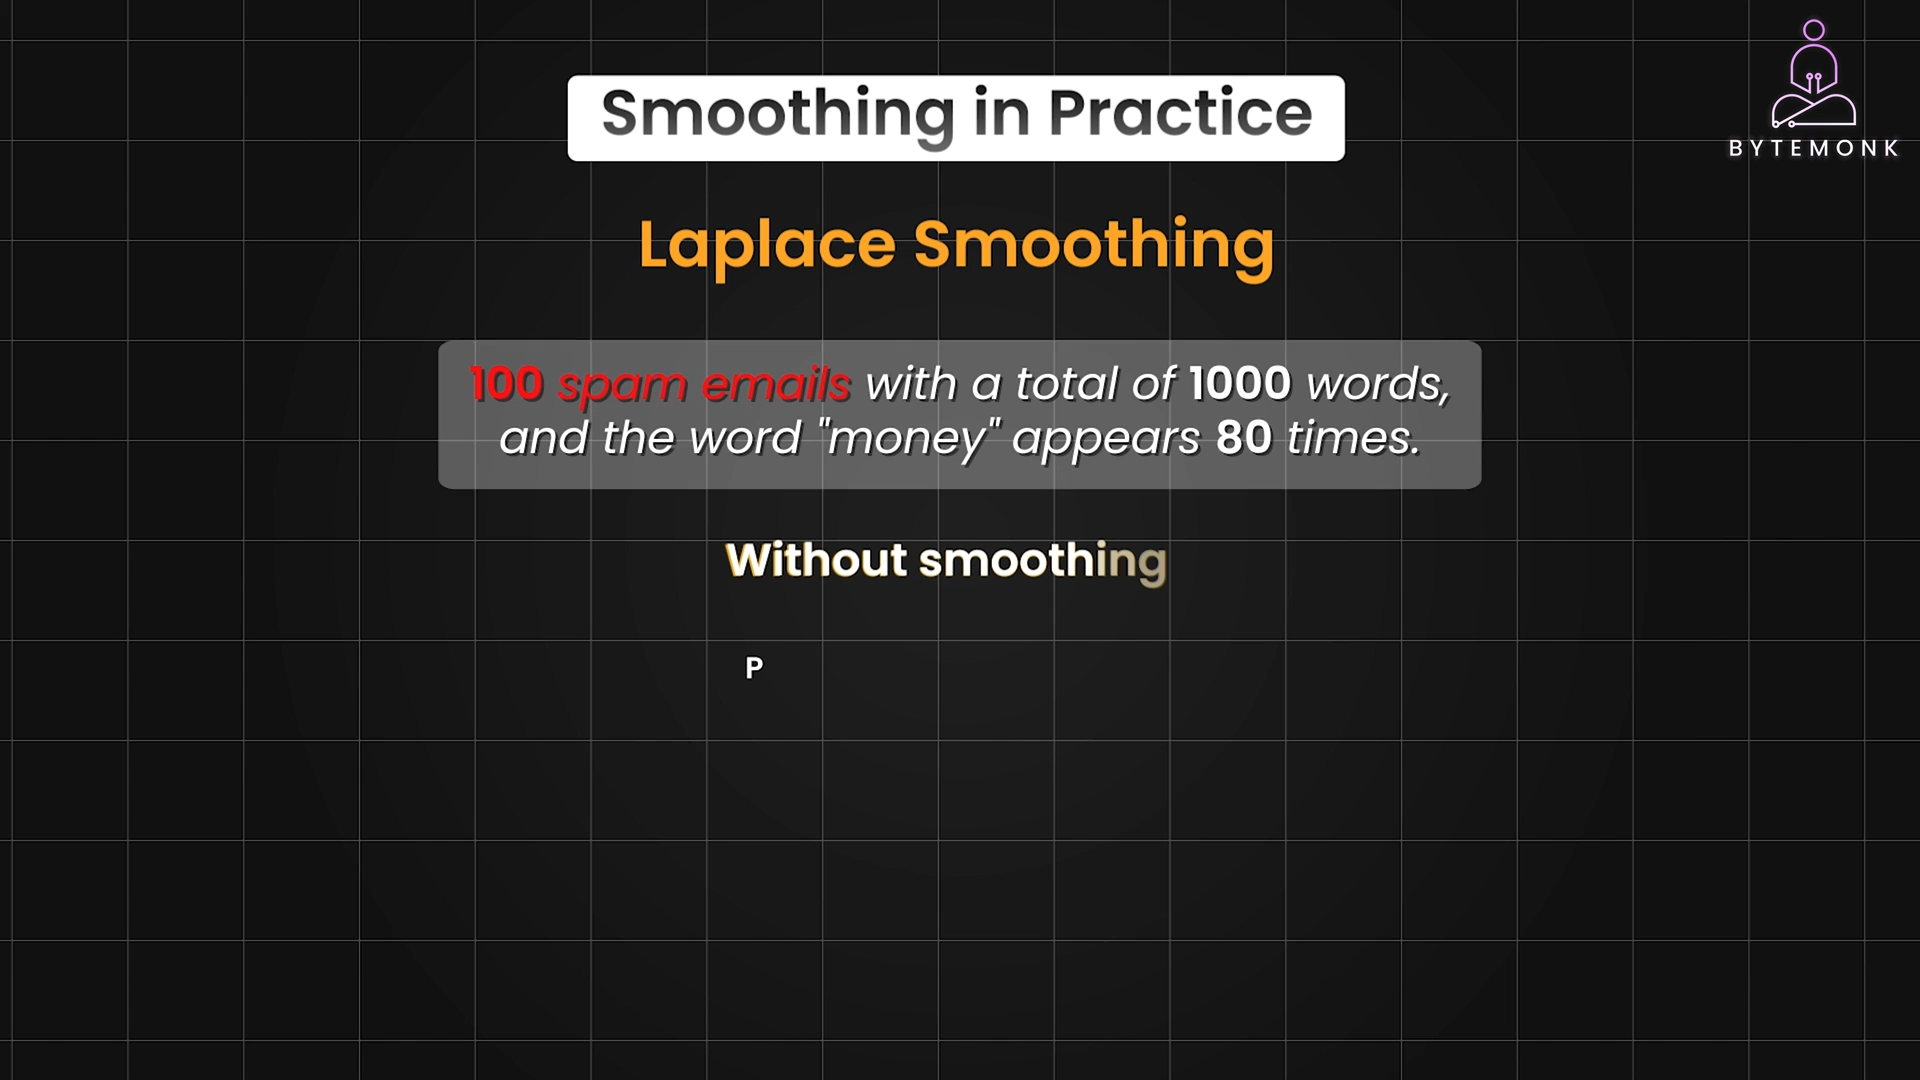 Smoothing in Practice
BYTEMONK
Laplace Smoothing
100 spam emails with a total of 1000 words,
and the word "money" appears 80 times.
Without smoothing
P